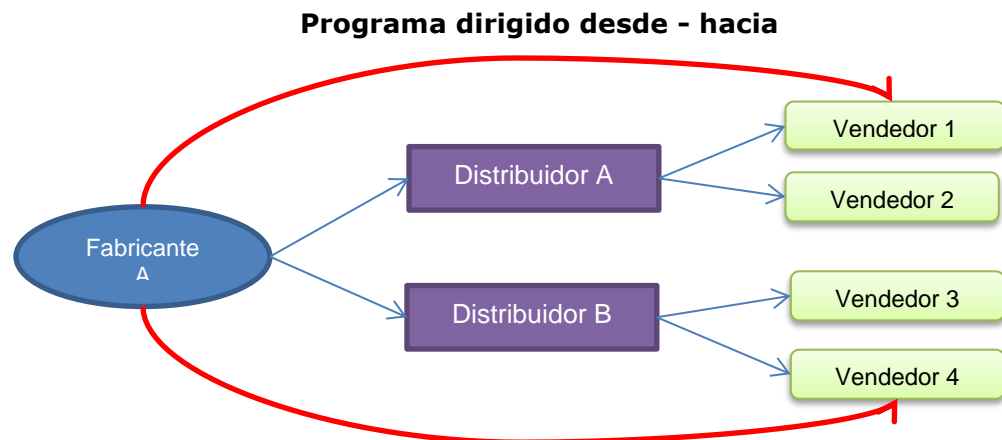 Programa dirigido desde – hacia
Vendedor 1
Distribuidor A
Vendedor 2
Fabricante
A
Distribuidor B
Vendedor 3
Vendedor 4